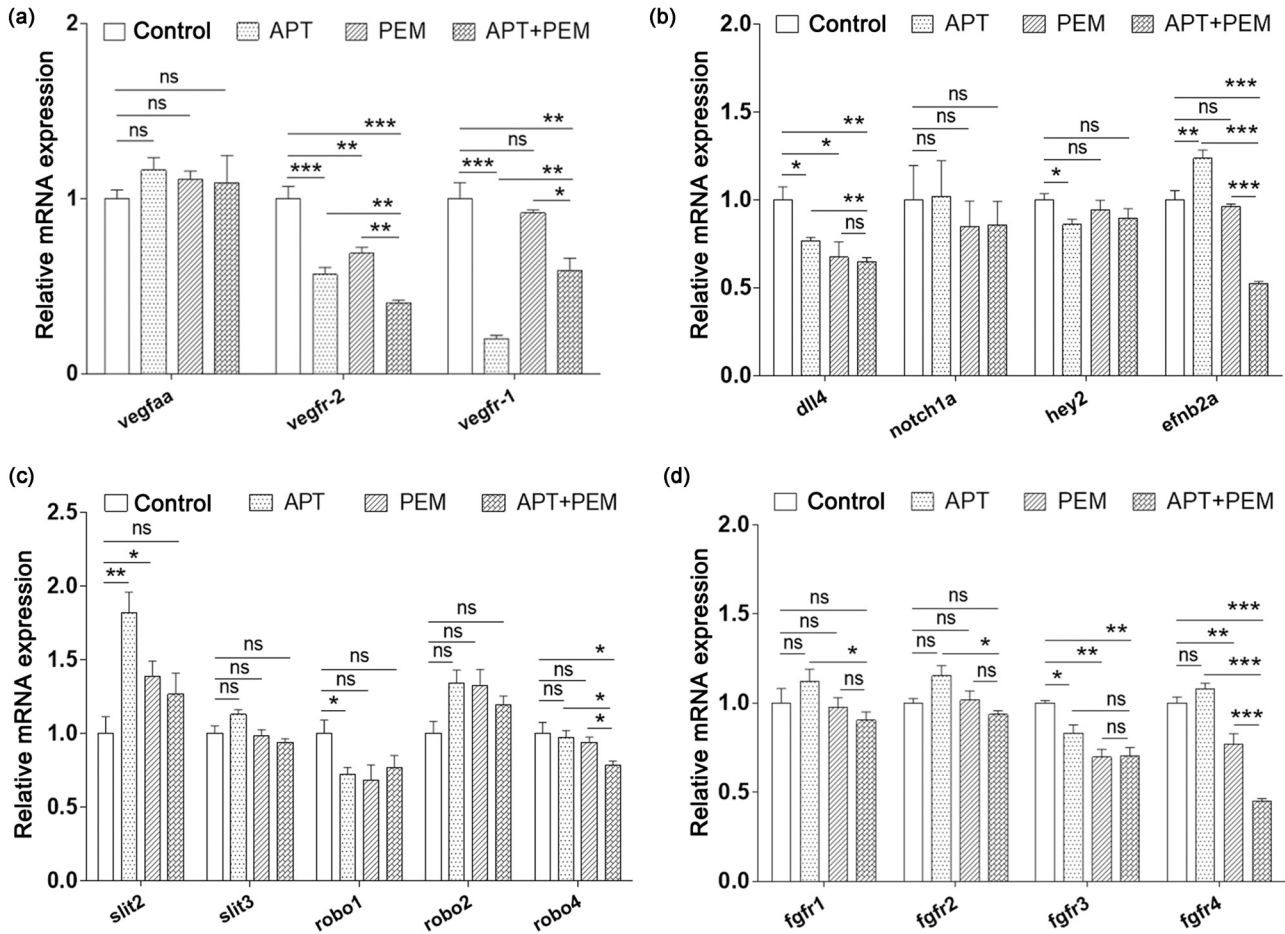 (a)
Control APT PEM APT+PEM
Relative mRNA expression
2
1
0
ns
ns
ns
***
**
***
**
**
**
ns
***
**
*
vegfaa vegfr-2 vegfr-1
(b)
Control APT PEM APT+PEM
Relative mRNA expression
2.0
1.5
1.0
0.5
0.0
**
*
*
**
ns
ns
ns
ns
ns
ns
*
***
ns
** ***
***
dll4 notch1a hey2 efnb2a
(c)
Control APT PEM APT+PEM
Relative mRNA expression
2.5
2.0
1.5
1.0
0.5
0.0
ns
*
**
ns
ns
ns
ns
ns
*
ns
ns
ns
*
ns ns
*
*
slit2 slit3 robo1 robo2 robo4
(d)
Control APT PEM APT+PEM
Relative mRNA expression
2.0
1.5
1.0
0.5
0.0
ns
ns
ns
*
ns
ns
ns
ns
*
ns
**
**
*
ns
ns
***
**
ns
***
***
fgfr1 fgfr2 fgfr3 fgfr4